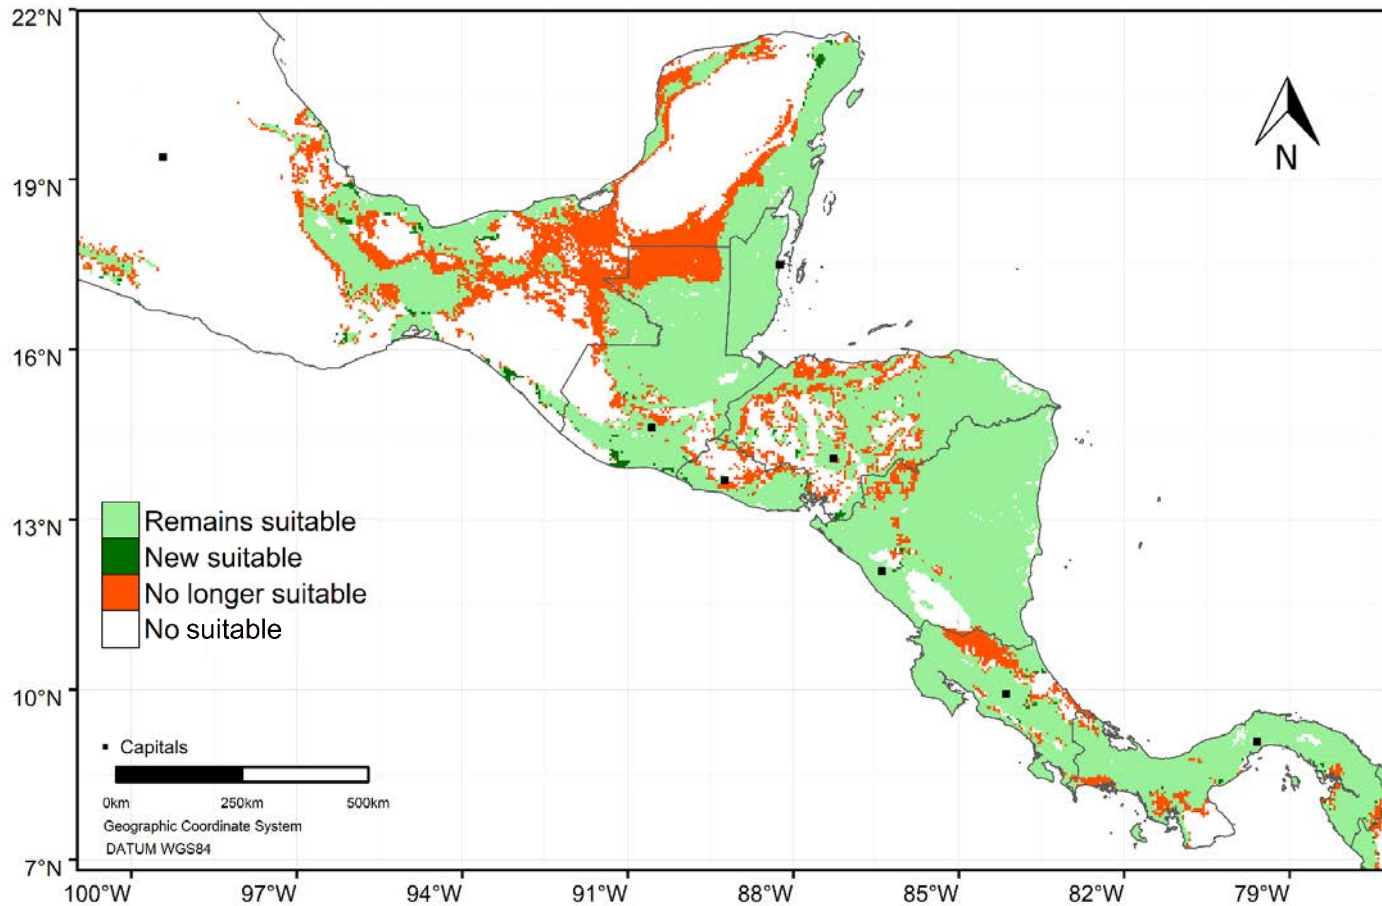 22°N
19°N
16°N
13°N
10°N
7°N
N
Remains suitable
New suitable
No longer suitable
No suitable
Capitals
0km 250km 500km
Geographic Coordinate System
DATUM WGS84
100°W 97°W 94°W 91°W 88°W 85°W 82°W 79°W